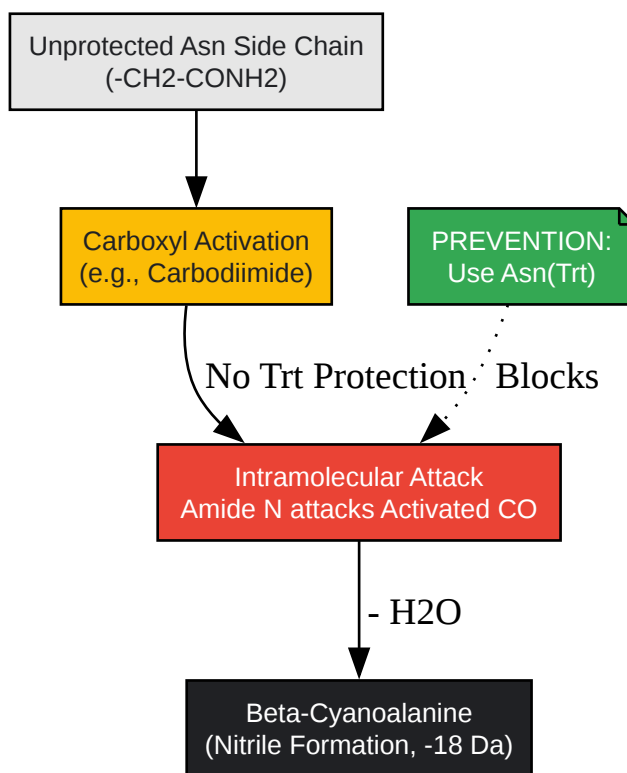 Unprotected Asn Side Chain
(-CH2-CONH2)
Carboxyl Activation
(e.g., Carbodiimide)
PREVENTION:
Use Asn(Trt)
No Trt Protection
Blocks
Intramolecular Attack
Amide N attacks Activated CO
- H2O
Beta-Cyanoalanine
(Nitrile Formation, -18 Da)